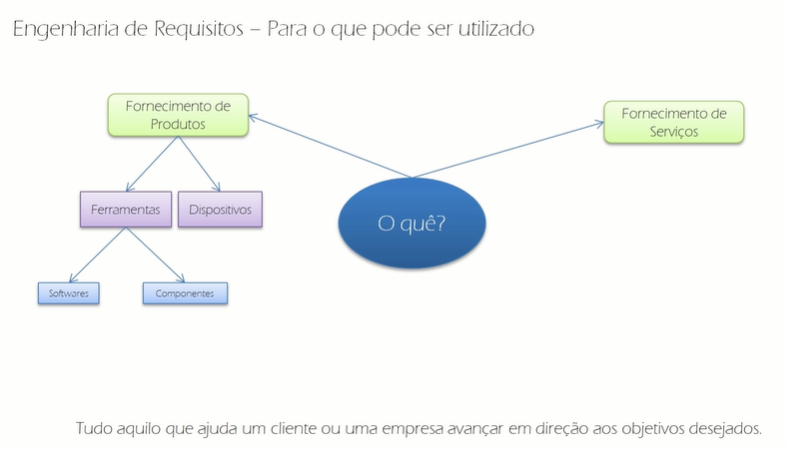 Engenharia de Requisitos – Para o que pode ser utilizado
Fornecimento de
Produtos
Fornecimento de
Serviços
Ferramentas
Dispositivos
O quê?
Softwares
Componentes
Tudo aquilo que ajuda um cliente ou uma empresa avançar em direção aos objetivos desejados.